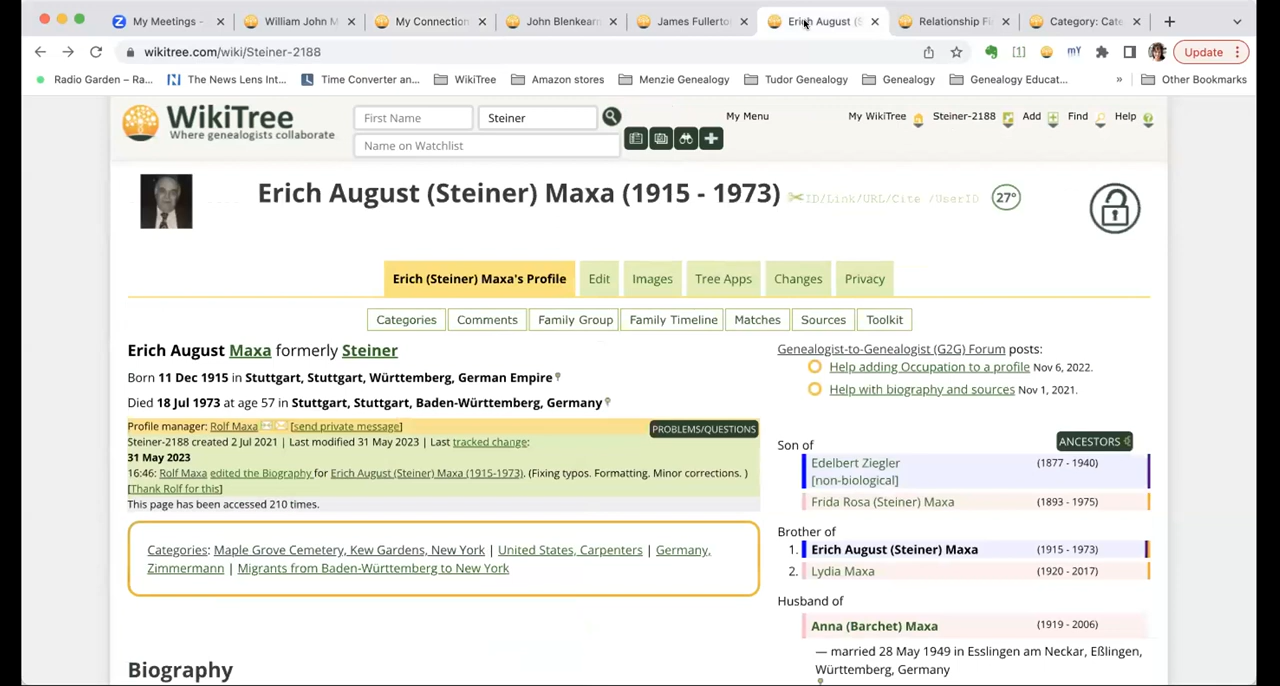 My Meetings -
William John M
My Connection
John Blenkearn
James Fullerto
Erich August (S
Relationship Fi
Category: Cate
wikitree.com/wiki/Steiner-2188
Update
Radio Garden – Ra...
The News Lens Int...
Time Converter an...
WikiTree
Amazon stores
Menzie Genealogy
Tudor Genealogy
Genealogy
Genealogy Educat...
»
Other Bookmarks
WikiTree
Where genealogists collaborate
First Name
Steiner
Name on Watchlist
My Menu
My WikiTree
Steiner-2188
Add
Find
Help
Erich August (Steiner) Maxa (1915 - 1973)
ID/Link/URL/Cite /UserID
27°
Erich (Steiner) Maxa's Profile
Edit
Images
Tree Apps
Changes
Privacy
Categories
Comments
Family Group
Family Timeline
Matches
Sources
Toolkit
Erich August Maxa formerly Steiner
Born 11 Dec 1915 in Stuttgart, Stuttgart, Württemberg, German Empire
Died 18 Jul 1973 at age 57 in Stuttgart, Stuttgart, Baden-Württemberg, Germany
Profile manager: Rolf Maxa [send private message]
PROBLEMS/QUESTIONS
Steiner-2188 created 2 Jul 2021 | Last modified 31 May 2023 | Last tracked change:
31 May 2023
16:46: Rolf Maxa edited the Biography for Erich August (Steiner) Maxa (1915-1973). (Fixing typos. Formatting. Minor corrections. )
[Thank Rolf for this]
This page has been accessed 210 times.
Categories: Maple Grove Cemetery, Kew Gardens, New York | United States, Carpenters | Germany,
Zimmermann | Migrants from Baden-Württemberg to New York
Biography
Genealogist-to-Genealogist (G2G) Forum posts:
Help adding Occupation to a profile Nov 6, 2022.
Help with biography and sources Nov 1, 2021.
Son of
ANCESTORS
Edelbert Ziegler (1877 - 1940)
[non-biological]
Frida Rosa (Steiner) Maxa (1893 - 1975)
Brother of
1. Erich August (Steiner) Maxa (1915 - 1973)
2. Lydia Maxa (1920 - 2017)
Husband of
Anna (Barchet) Maxa (1919 - 2006)
— married 28 May 1949 in Esslingen am Neckar, Eßlingen,
Württemberg, Germany